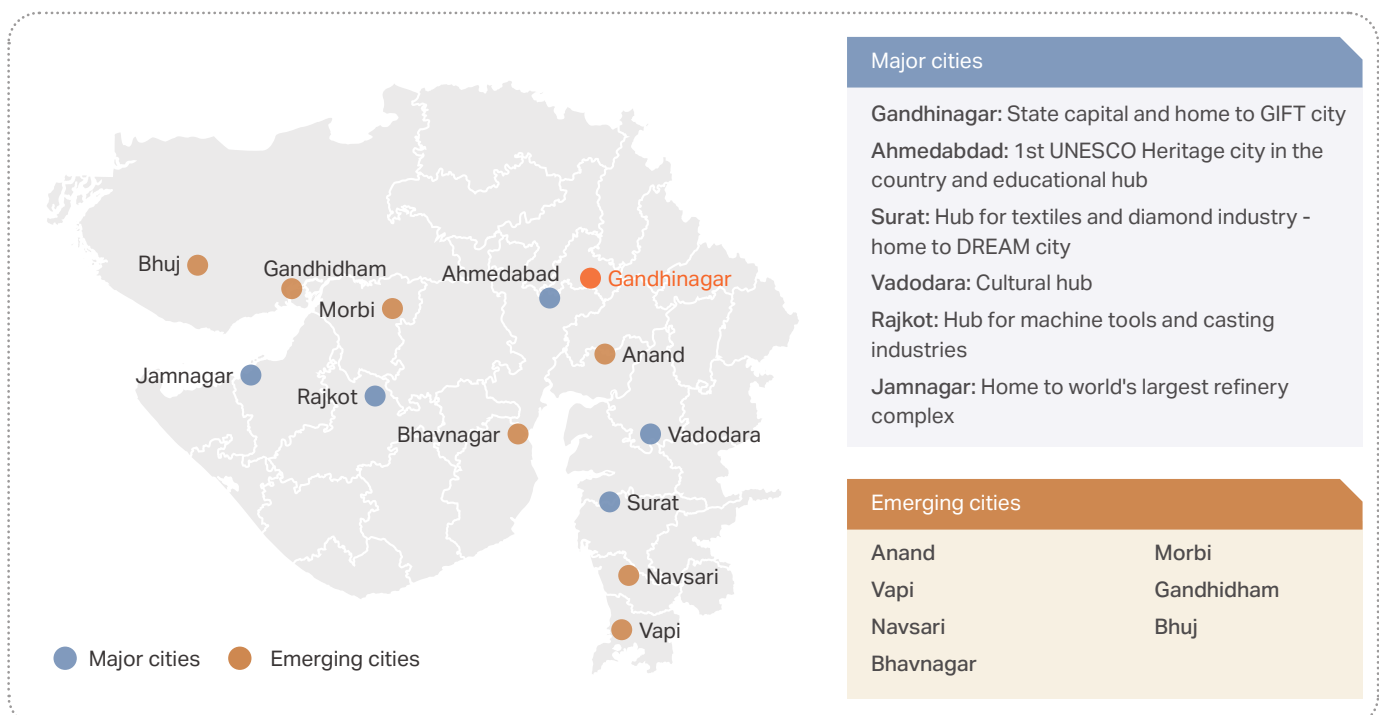 Bhuj
Gandhidham
Morbi
Ahmedabad
Gandhinagar
Anand
Jamnagar
Rajkot
Bhavnagar
Vadodara
Surat
Navsari
Vapi
Major cities
Emerging cities
Major cities
Gandhinagar: State capital and home to GIFT city
Ahmedabdad: 1st UNESCO Heritage city in the
country and educational hub
Surat: Hub for textiles and diamond industry -
home to DREAM city
Vadodara: Cultural hub
Rajkot: Hub for machine tools and casting
industries
Jamnagar: Home to world's largest refinery
complex
Emerging cities
Anand
Vapi
Navsari
Bhavnagar
Morbi
Gandhidham
Bhuj